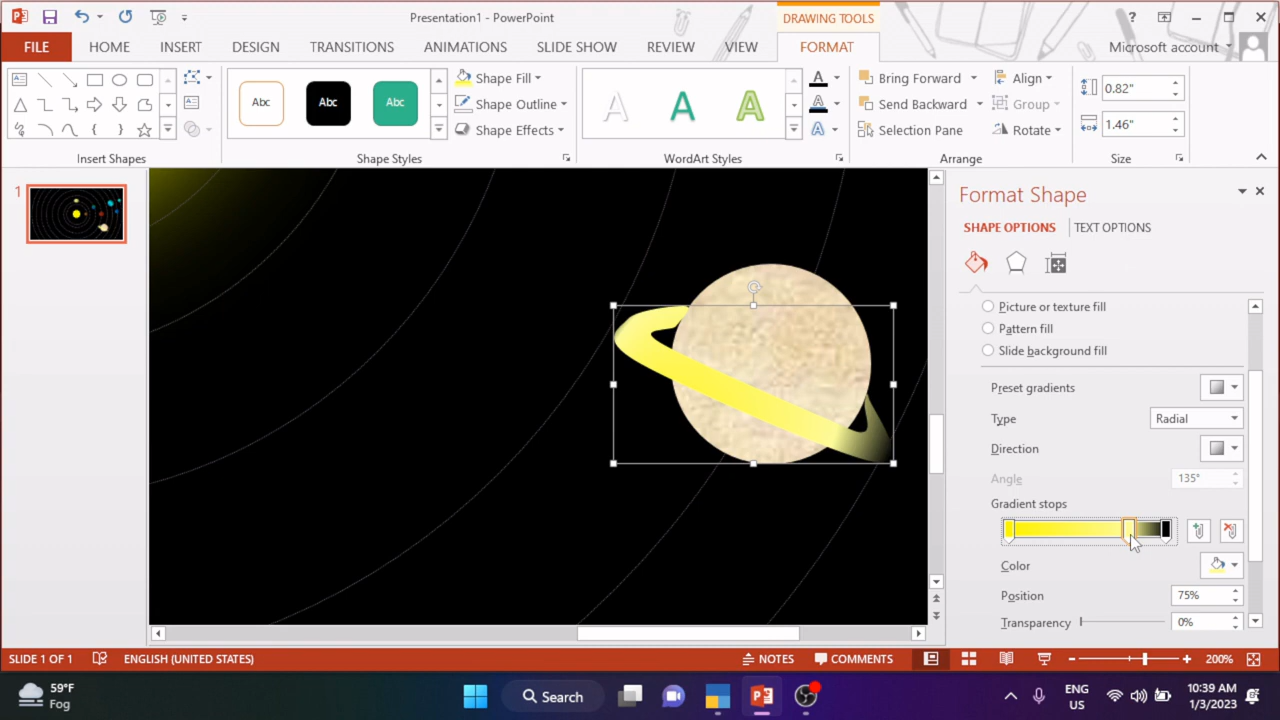 Presentation1 - PowerPoint
DRAWING TOOLS
?
FILE HOME INSERT DESIGN TRANSITIONS ANIMATIONS SLIDE SHOW REVIEW VIEW FORMAT Microsoft account
Abc Abc Abc
Shape Fill
Shape Outline
Shape Effects
A A A
A
A
A
Bring Forward
Send Backward
Selection Pane
Align
Group
Rotate
0.82"
1.46"
Insert Shapes Shape Styles WordArt Styles Arrange Size
1
Format Shape
SHAPE OPTIONS TEXT OPTIONS
Picture or texture fill
Pattern fill
Slide background fill
Preset gradients
Type Radial
Direction
Angle 135°
Gradient stops
Color
Position 75%
Transparency 0%
SLIDE 1 OF 1 ENGLISH (UNITED STATES) NOTES COMMENTS 200%
59°F
Fog
Search
ENG
US
10:39 AM
1/3/2023